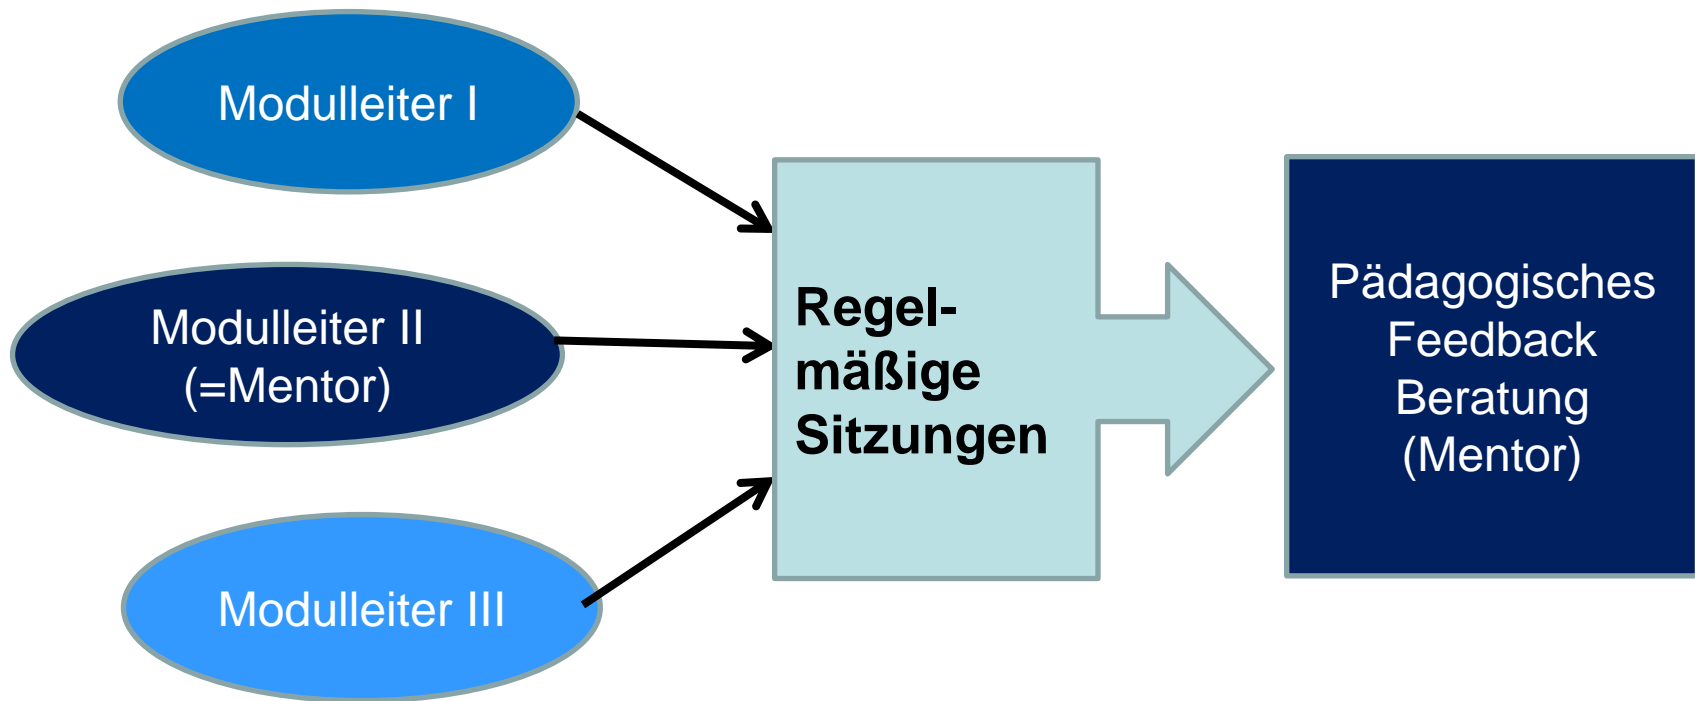 Modulleiter I
Modulleiter II
(=Mentor)
Modulleiter III
Regel-
mäßige
Sitzungen
Pädagogisches
Feedback
Beratung
(Mentor)